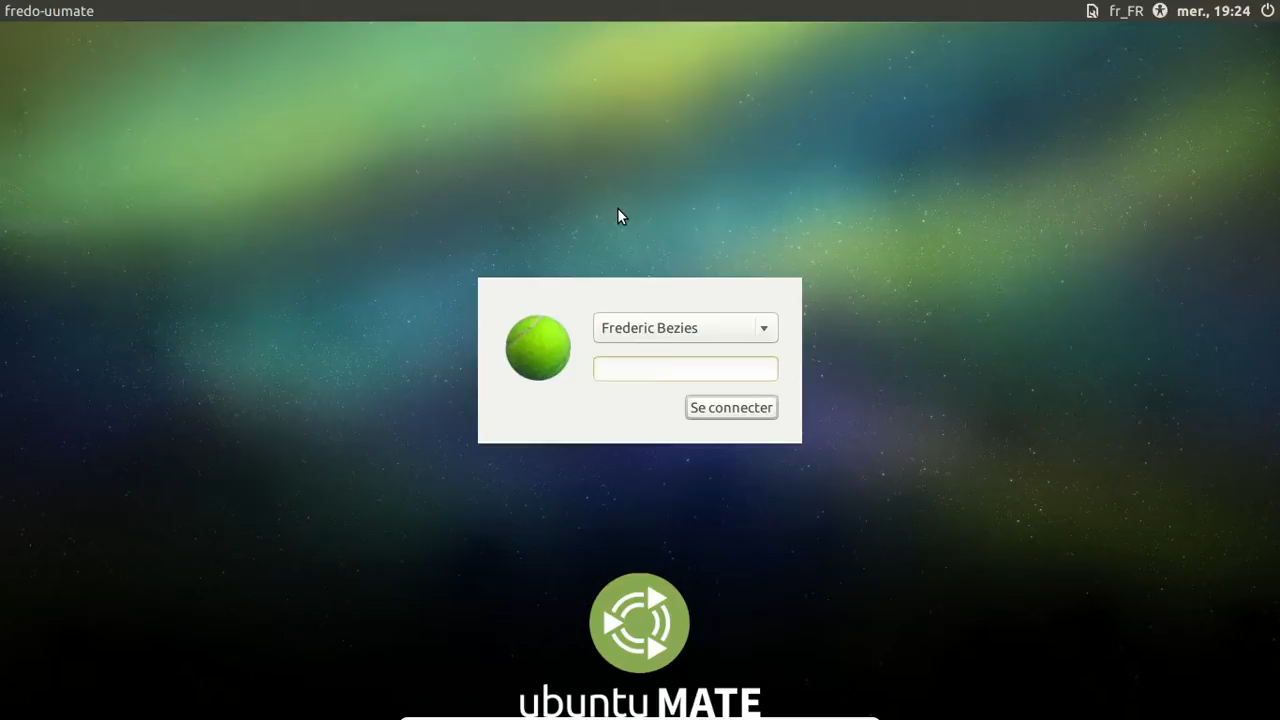 fredo-uumate
fr_FR mer., 19:24
Frederic Bezies
Se connecter
ubuntu MATE